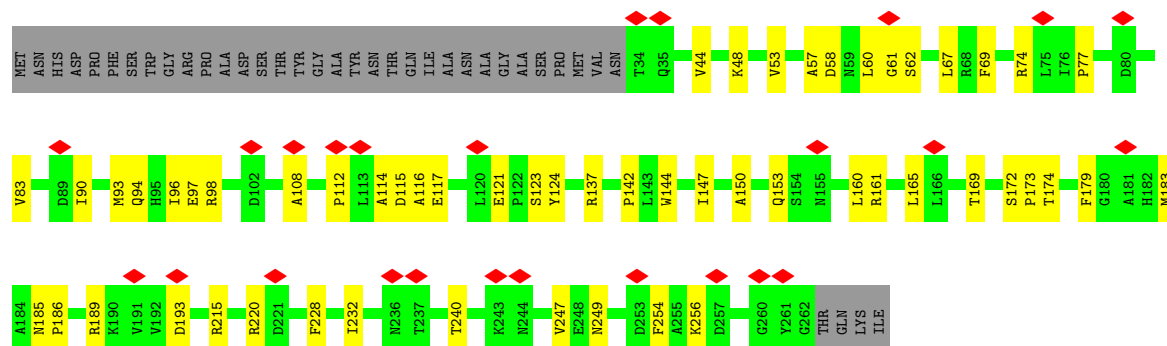 MET ASN HIS ASP PRO PHE SER TRP GLY ARG PRO ALA ASP SER THR TYR GLY ALA TYR ASN THR GLN ILE ALA ASN ALA GLY ALA SER PRO MET VAL ASN T34 Q35 V44 K48 V53 A57 D58 N59 L60 G61 S62 L67 R68 F69 R74 L75 I76 P77 D80
V83 D89 I90 M93 Q94 H95 I96 E97 R98 D102 A108 P112 L113 A114 D115 A116 E117 L120 E121 P122 S123 Y124 R137 P142 L143 W144 I147 A150 Q153 S154 N155 L160 R161 L165 L166 T169 S172 P173 T174 F179 G180 A181 H182 M183
A184 N185 P186 R189 K190 V191 V192 D193 R215 R220 D221 F228 I232 N236 T237 T240 K243 N244 V247 E248 N249 D253 F254 A255 K256 D257 G260 Y261 G262 THR GLN LYS ILE